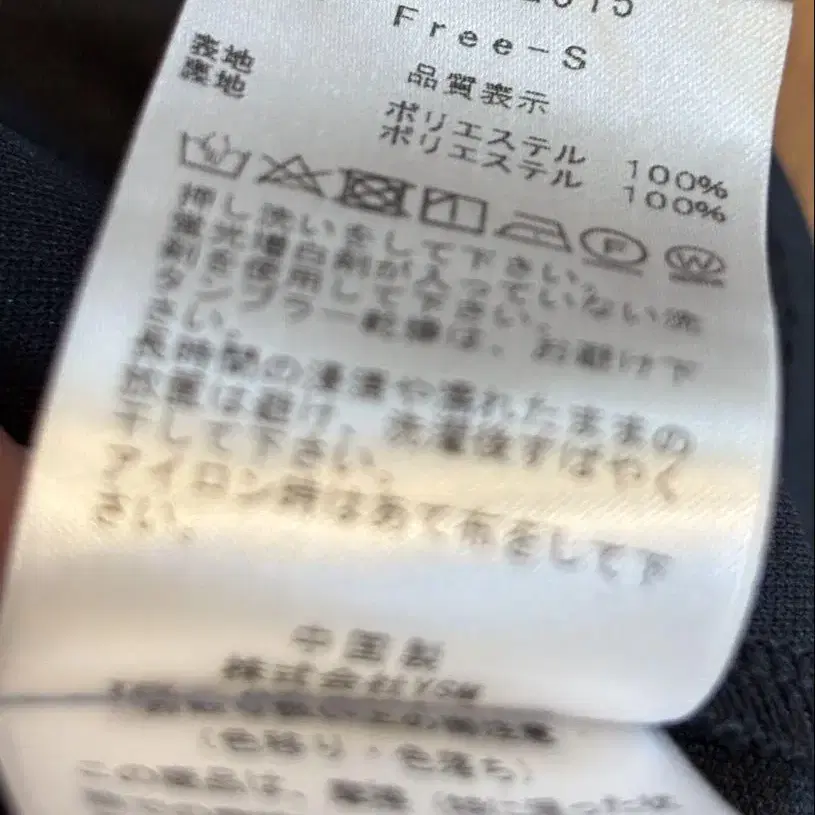 Free-S
品質表示
表地 ポリエステル 100%
裏地 ポリエステル 100%
押し洗いをして下さい。
蛍光増白剤が入っていない洗
剤を使用して下さい。
タンブラー乾燥は、お避け下
さい。
長時間の浸漬や濡れたままの
放置は避け、洗濯後すばやく
干して下さい。
アイロン時はあて布をして下
さい。
中国製
株式会社YSM
(色移り・色落ち)
この商品は、